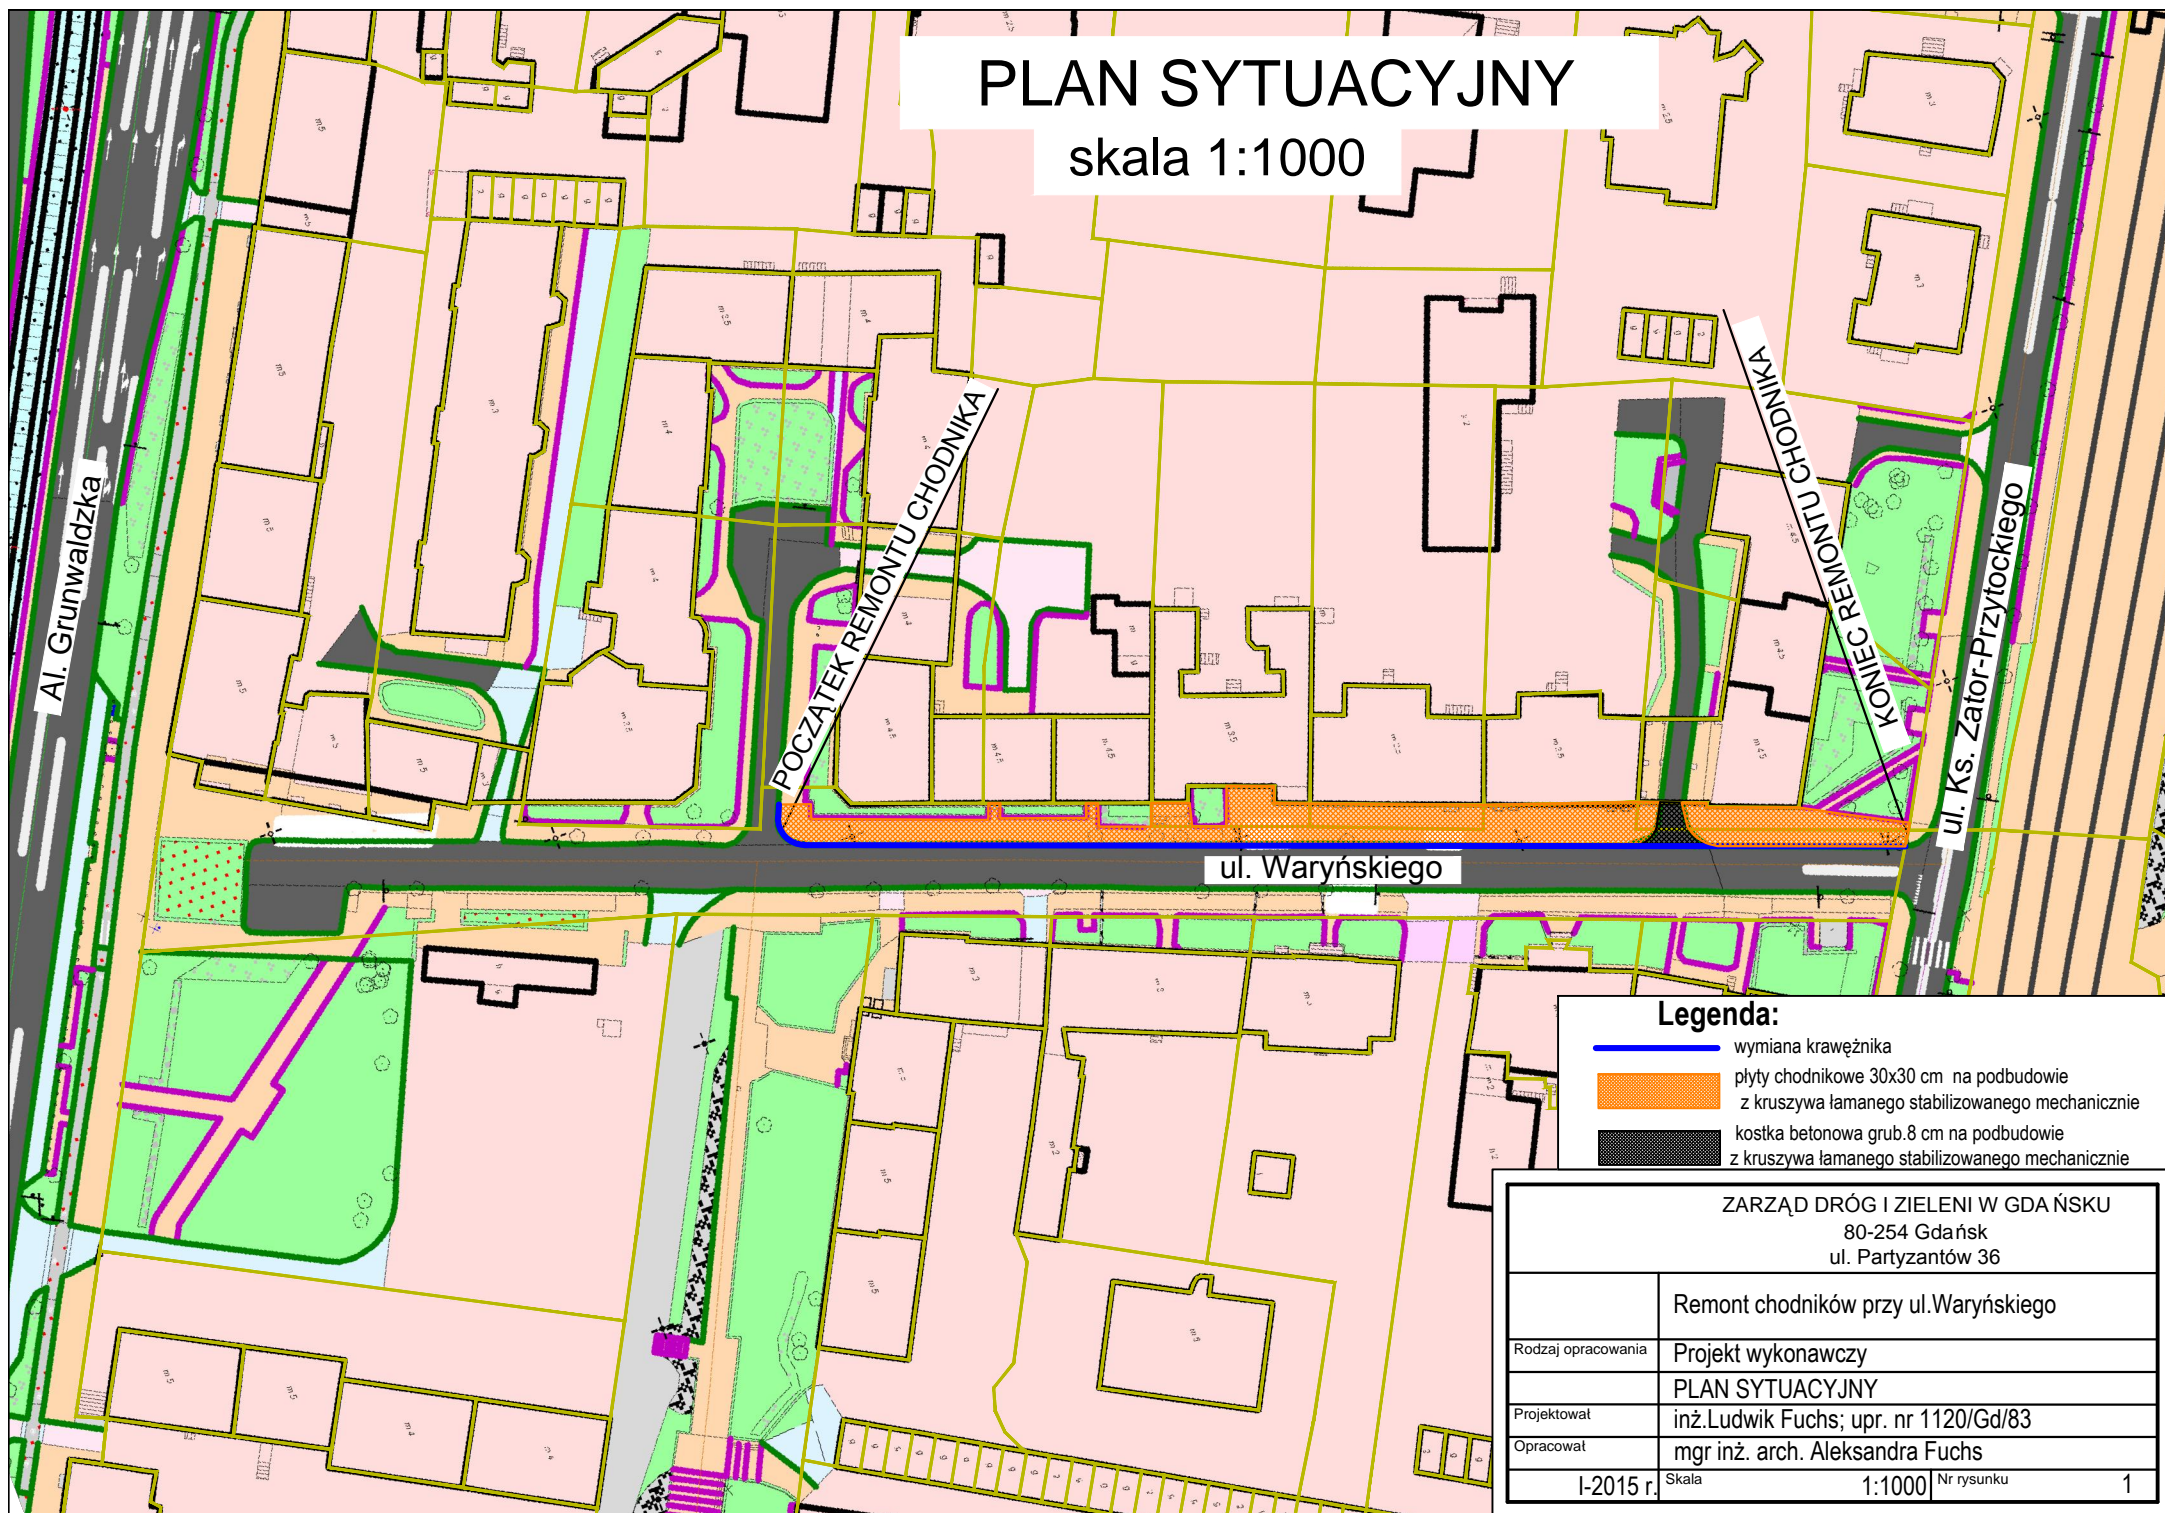 PLAN SYTUACYJNY
skala 1:1000
POCZĄTEK REMONTU CHODNIKA
KONIEC REMONTU CHODNIKA
Al. Grunwaldzka
ul. Ks. Zator-Przytockiego
ul. Waryńskiego
Legenda:
wymiana krawężnika
płyty chodnikowe 30x30 cm na podbudowie
z kruszywa łamanego stabilizowanego mechanicznie
kostka betonowa grub.8 cm na podbudowie
z kruszywa łamanego stabilizowanego mechanicznie
ZARZĄD DRÓG I ZIELENI W GDAŃSKU
80-254 Gdańsk
ul. Partyzantów 36
Remont chodników przy ul.Waryńskiego
Rodzaj opracowania Projekt wykonawczy
PLAN SYTUACYJNY
Projektował inż.Ludwik Fuchs; upr. nr 1120/Gd/83
Opracował mgr inż. arch. Aleksandra Fuchs
I-2015 r. Skala 1:1000 Nr rysunku 1